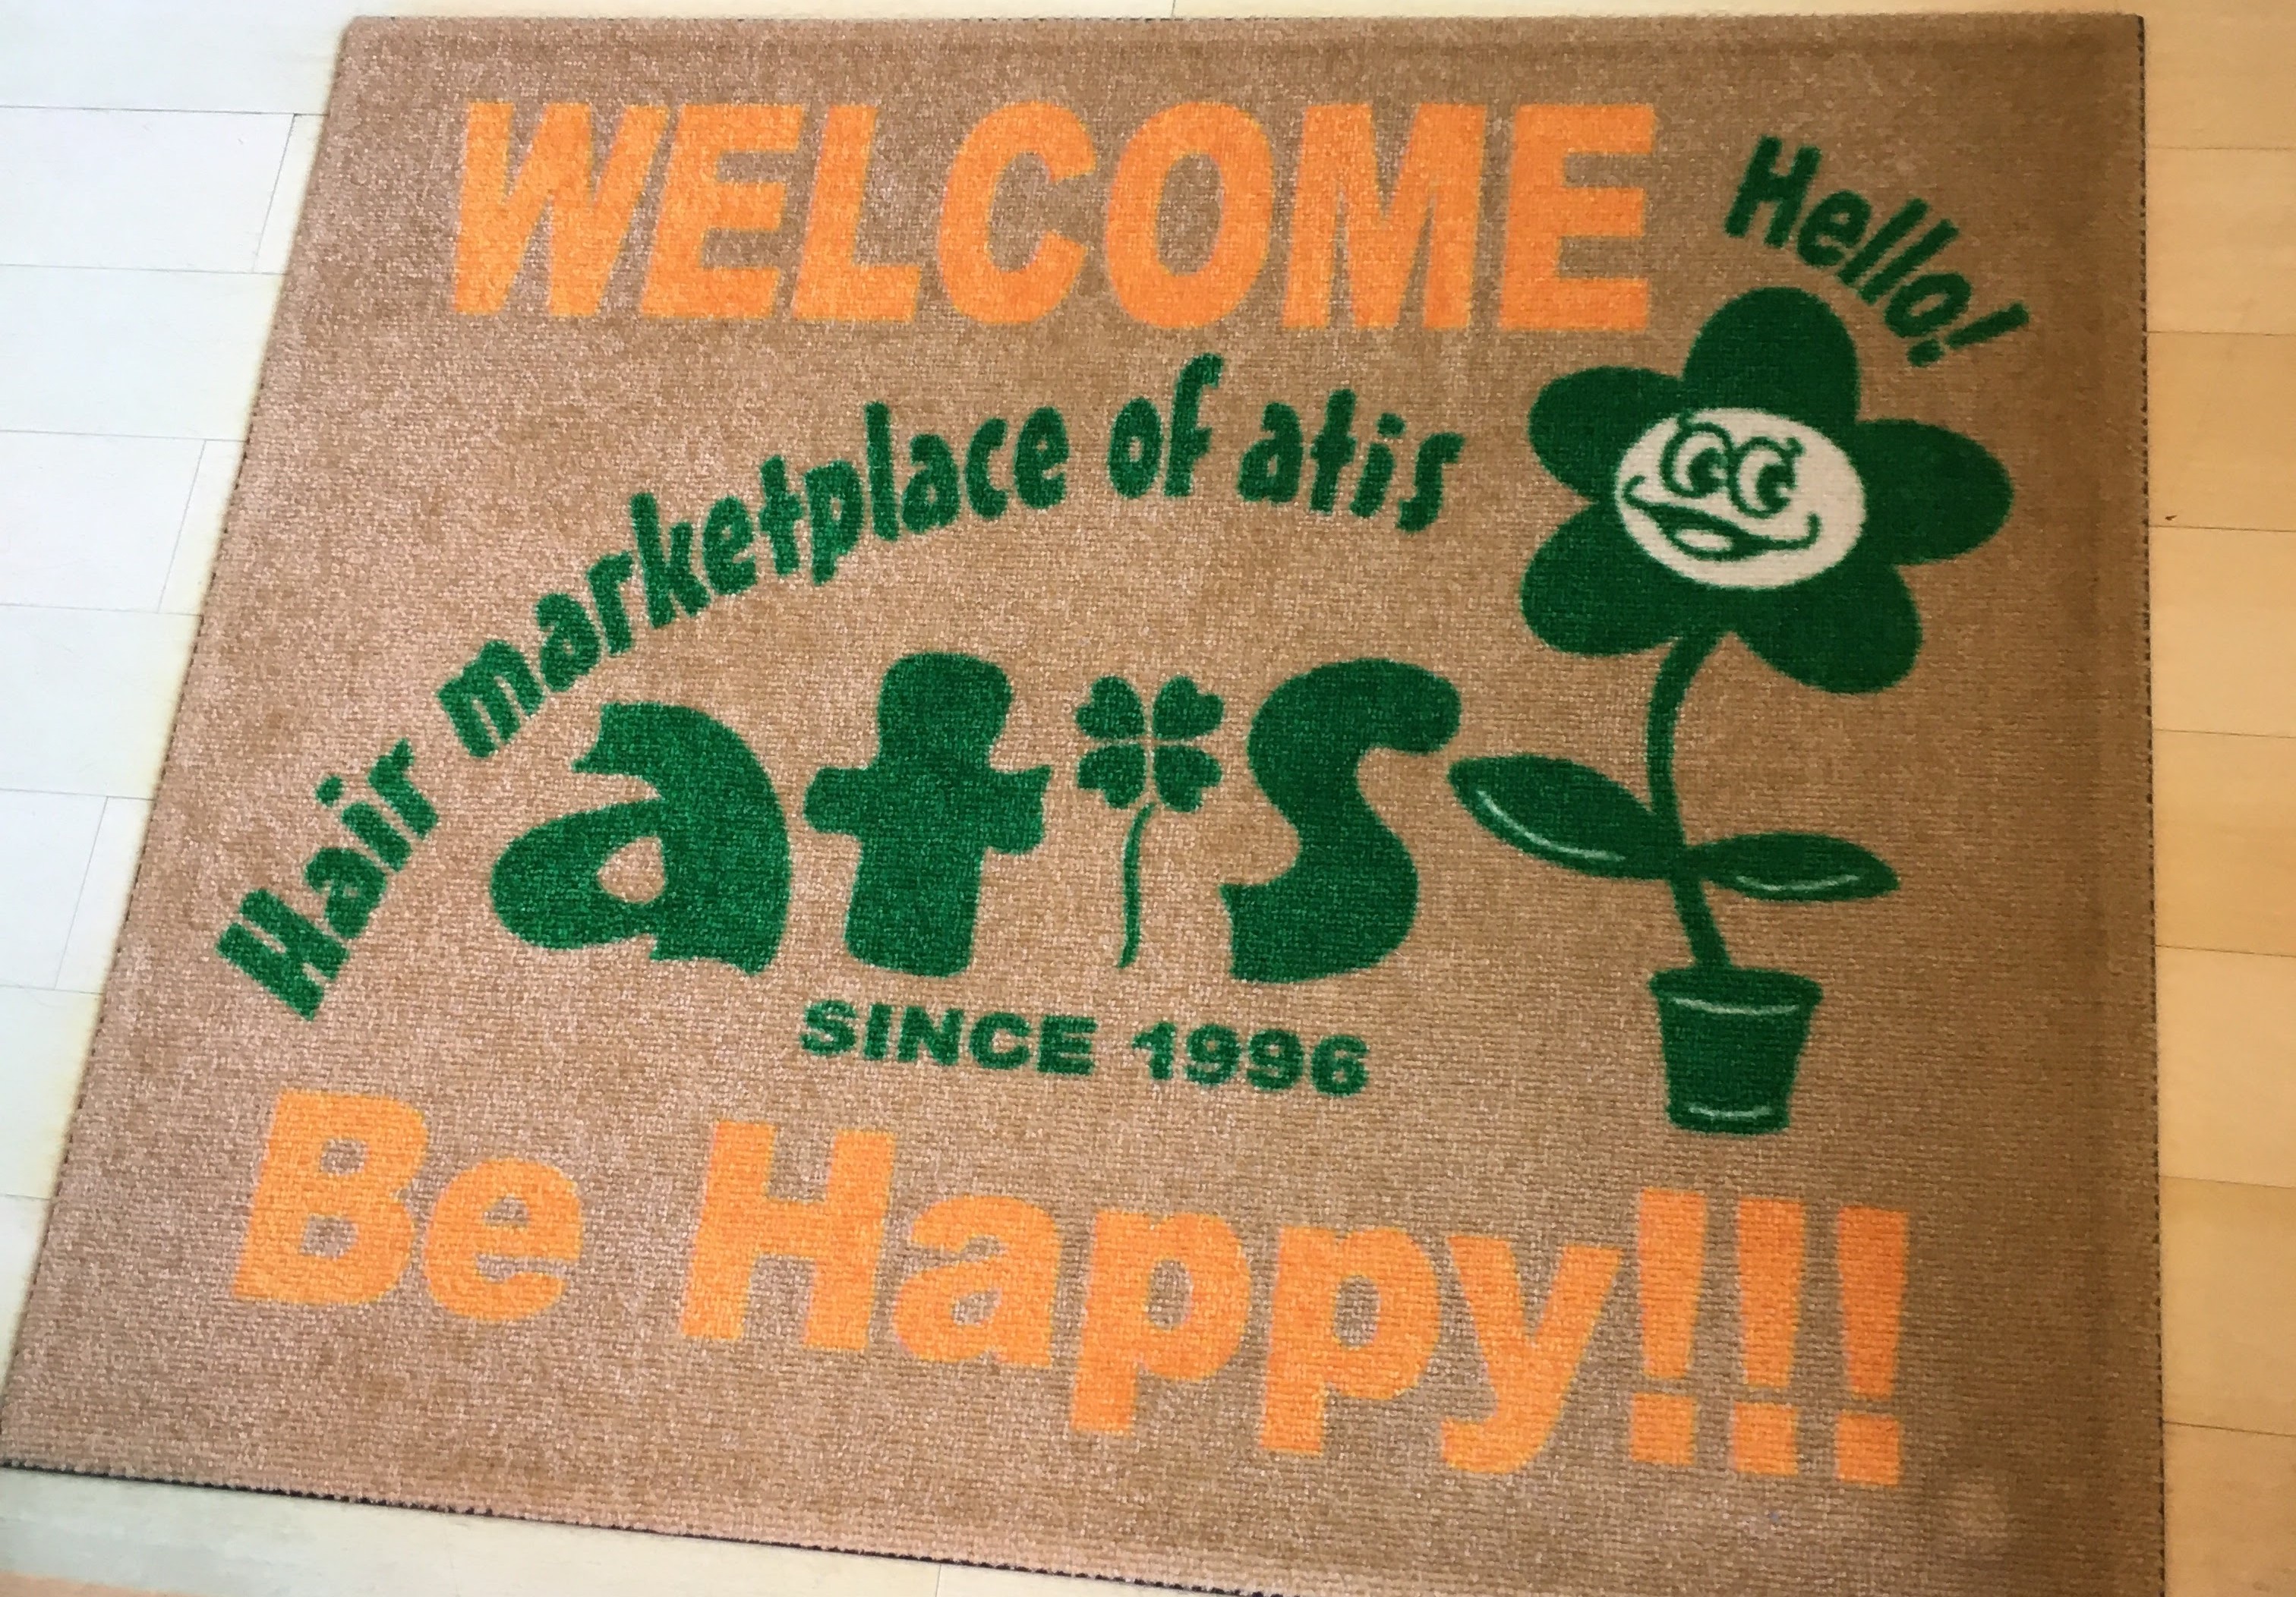 WELCOME
Hello!
Hair marketplace of atis
atis
SINCE 1996
Be Happy!!!